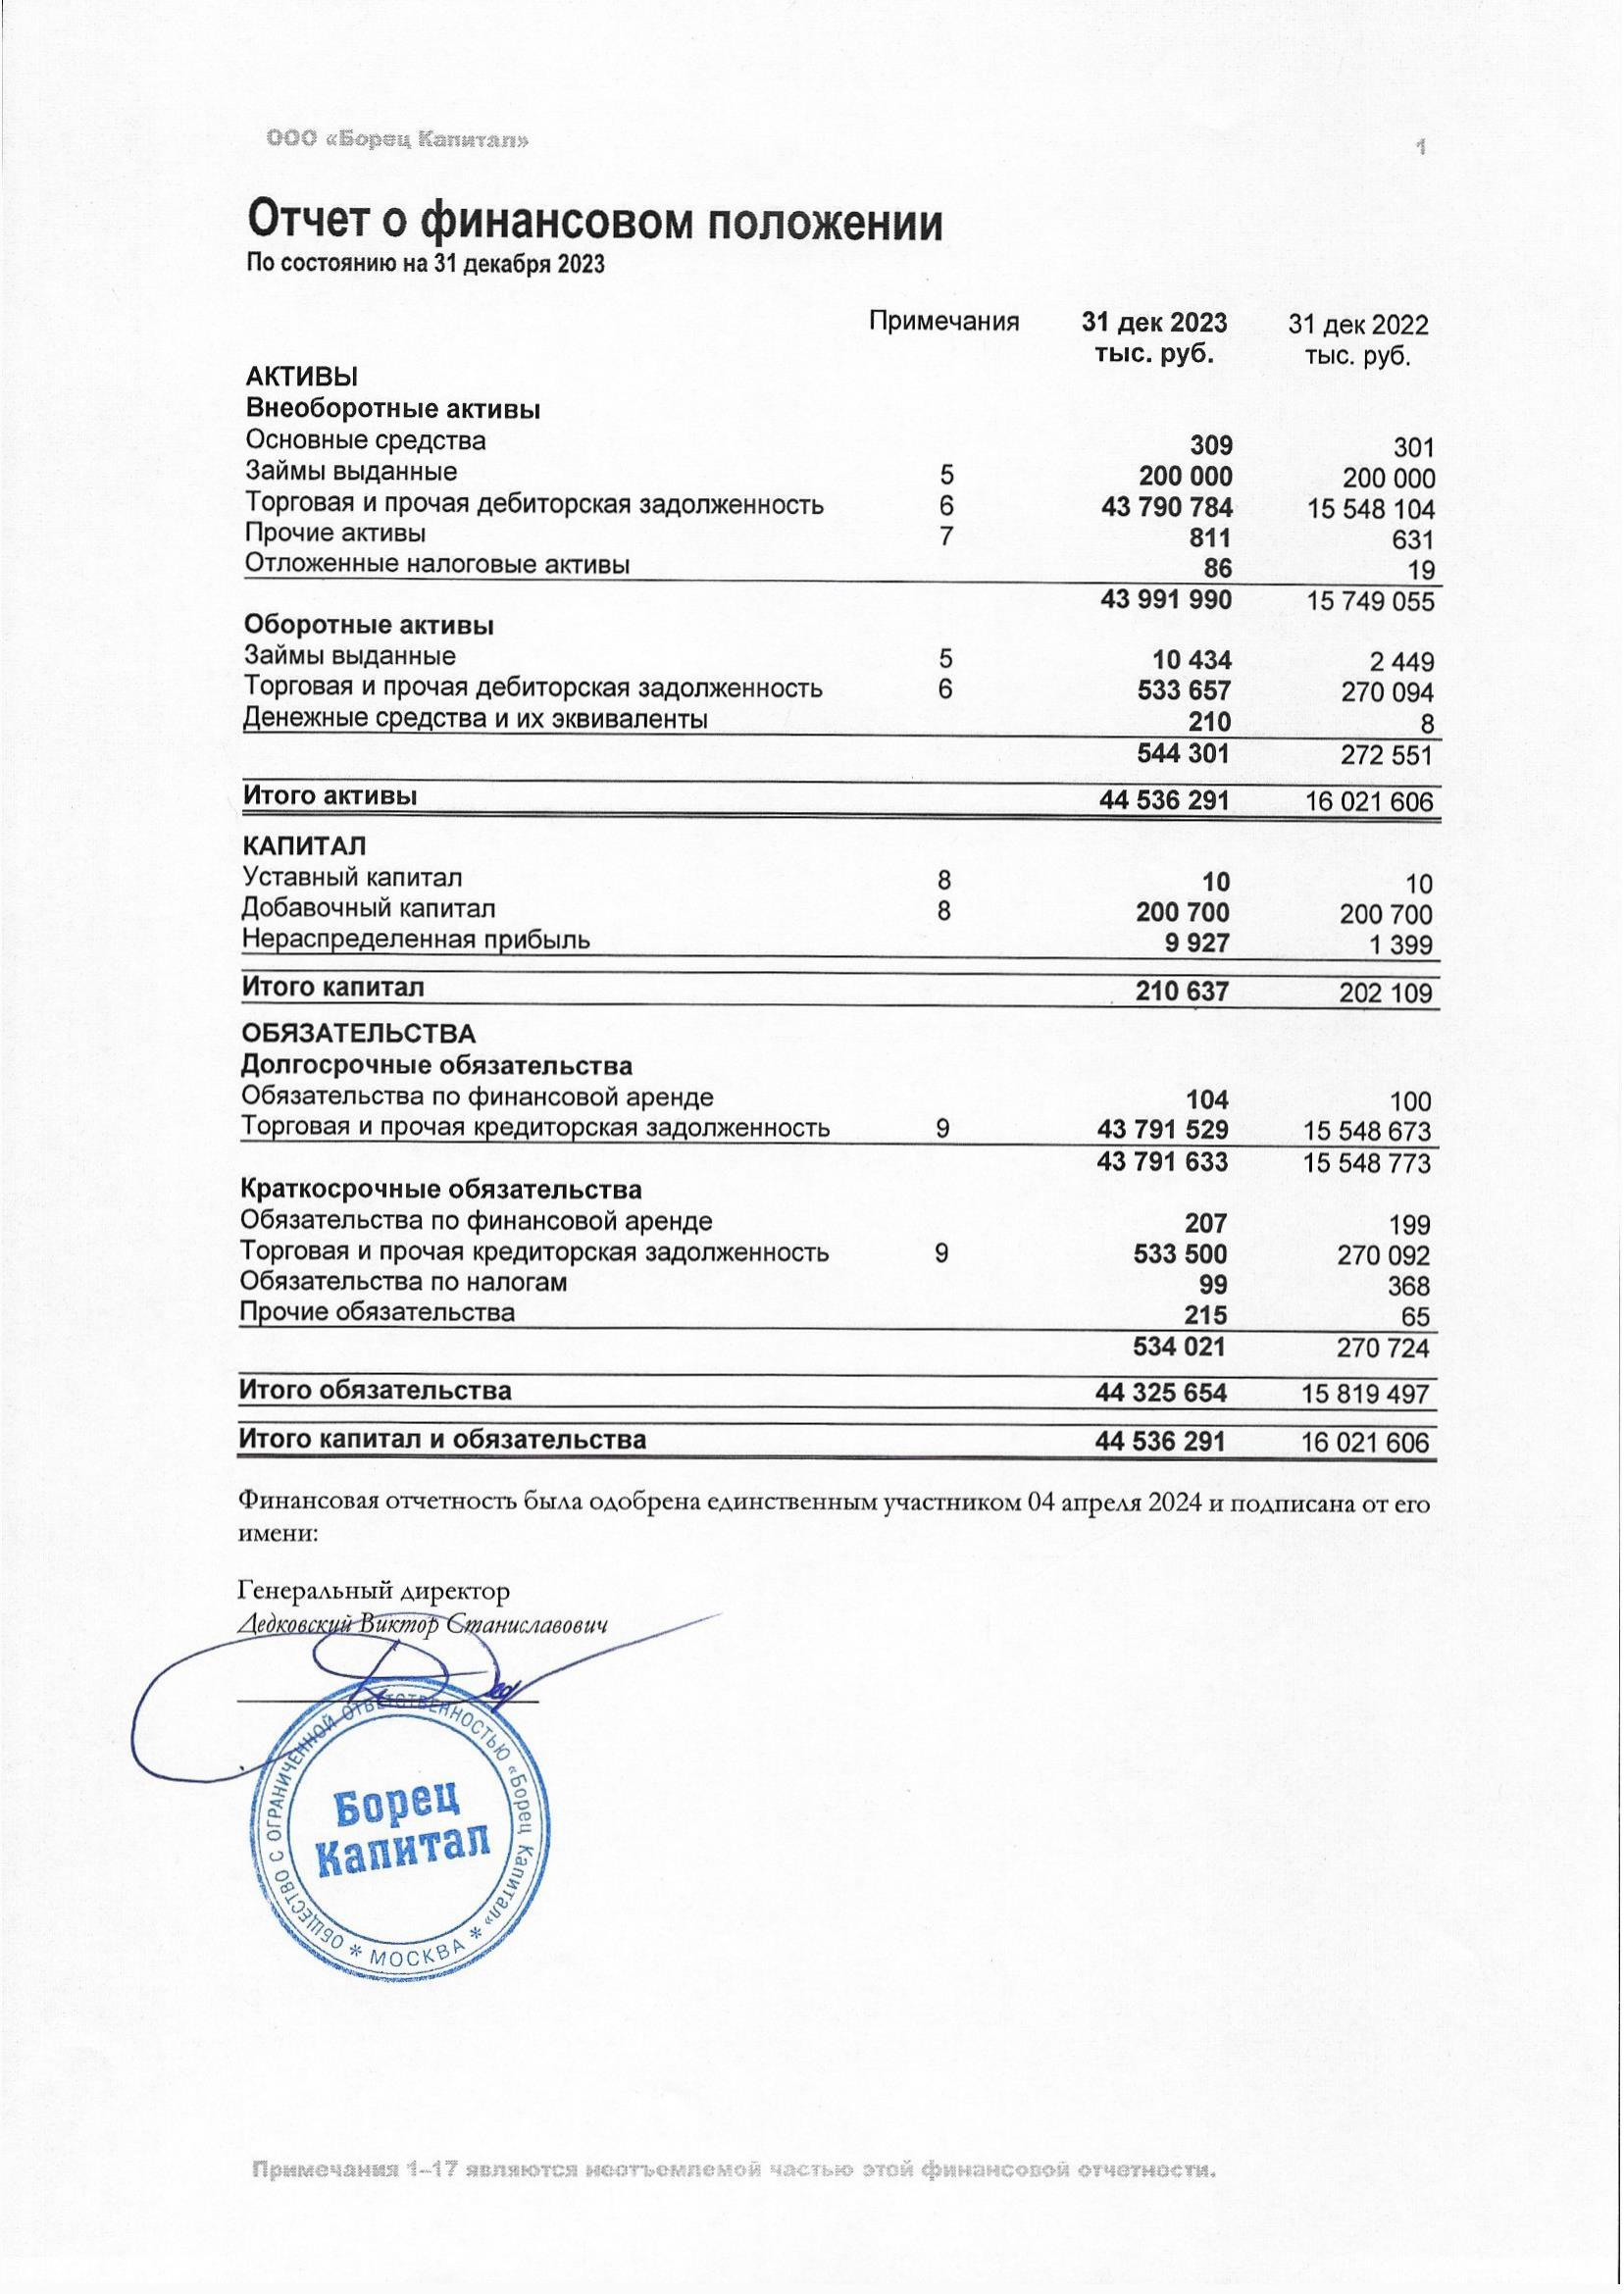 ООО «Борец Капитал»
1
Отчет о финансовом положении
По состоянию на 31 декабря 2023
Примечания 31 дек 2023 31 дек 2022
тыс. руб. тыс. руб.
АКТИВЫ
Внеоборотные активы
Основные средства 309 301
Займы выданные 5 200 000 200 000
Торговая и прочая дебиторская задолженность 6 43 790 784 15 548 104
Прочие активы 7 811 631
Отложенные налоговые активы 86 19
43 991 990 15 749 055
Оборотные активы
Займы выданные 5 10 434 2 449
Торговая и прочая дебиторская задолженность 6 533 657 270 094
Денежные средства и их эквиваленты 210 8
544 301 272 551
Итого активы 44 536 291 16 021 606
КАПИТАЛ
Уставный капитал 8 10 10
Добавочный капитал 8 200 700 200 700
Нераспределенная прибыль 9 927 1 399
Итого капитал 210 637 202 109
ОБЯЗАТЕЛЬСТВА
Долгосрочные обязательства
Обязательства по финансовой аренде 104 100
Торговая и прочая кредиторская задолженность 9 43 791 529 15 548 673
43 791 633 15 548 773
Краткосрочные обязательства
Обязательства по финансовой аренде 207 199
Торговая и прочая кредиторская задолженность 9 533 500 270 092
Обязательства по налогам 99 368
Прочие обязательства 215 65
534 021 270 724
Итого обязательства 44 325 654 15 819 497
Итого капитал и обязательства 44 536 291 16 021 606
Финансовая отчетность была одобрена единственным участником 04 апреля 2024 и подписана от его
имени:
Генеральный директор
Дедковский Виктор Станиславович
ОБЩЕСТВО С ОГРАНИЧЕННОЙ ОТВЕТСТВЕННОСТЬЮ «Борец Капитал»
Борец
Капитал
* МОСКВА *
Примечания 1–17 являются неотъемлемой частью этой финансовой отчетности.